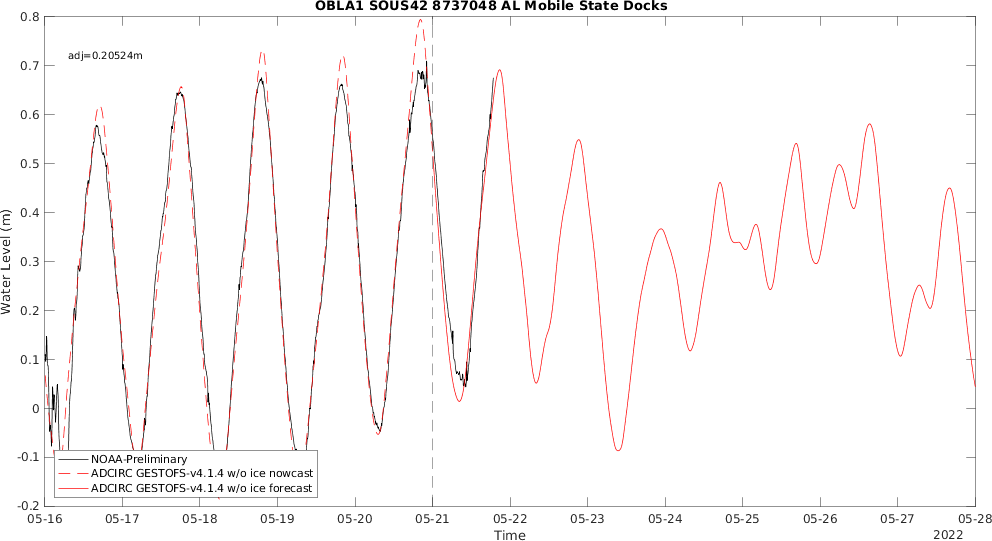 OBLA1 SOUS42 8737048 AL Mobile State Docks
adj=0.20524m
Water Level (m)
0.8
0.7
0.6
0.5
0.4
0.3
0.2
0.1
0
-0.1
-0.2
NOAA-Preliminary
ADCIRC GESTOFS-v4.1.4 w/o ice nowcast
ADCIRC GESTOFS-v4.1.4 w/o ice forecast
05-16 05-17 05-18 05-19 05-20 05-21 05-22 05-23 05-24 05-25 05-26 05-27 05-28
Time
2022